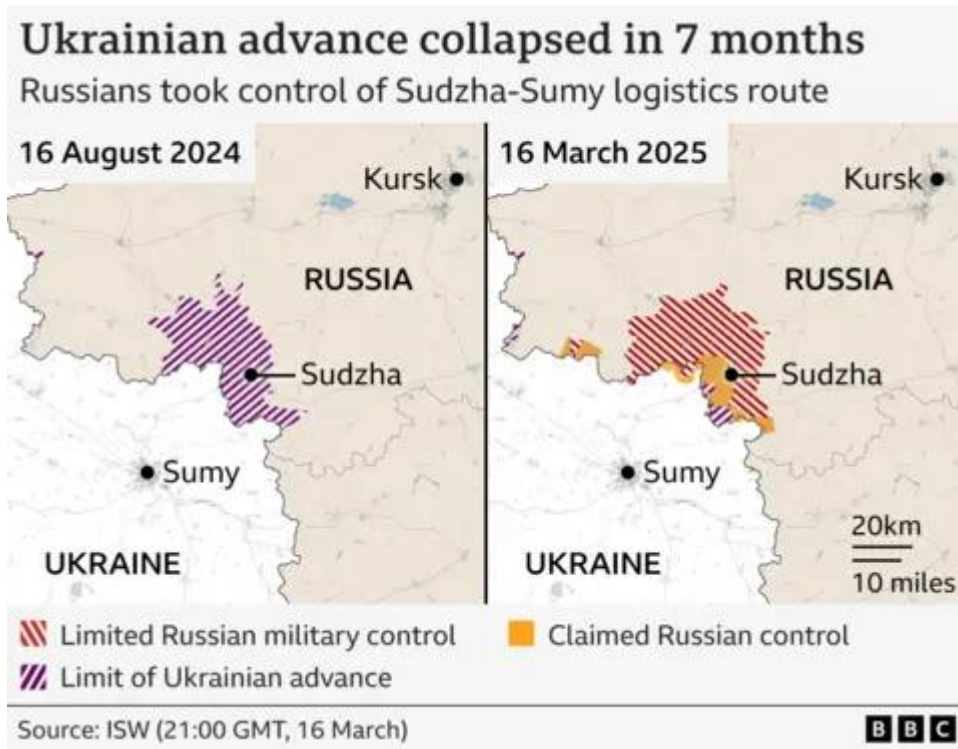 Ukrainian advance collapsed in 7 months
Russians took control of Sudzha-Sumy logistics route
16 August 2024
Kursk
RUSSIA
Sudzha
Sumy
UKRAINE
16 March 2025
Kursk
RUSSIA
Sudzha
Sumy
UKRAINE
20km
10 miles
Limited Russian military control
Claimed Russian control
Limit of Ukrainian advance
Source: ISW (21:00 GMT, 16 March)
BBC